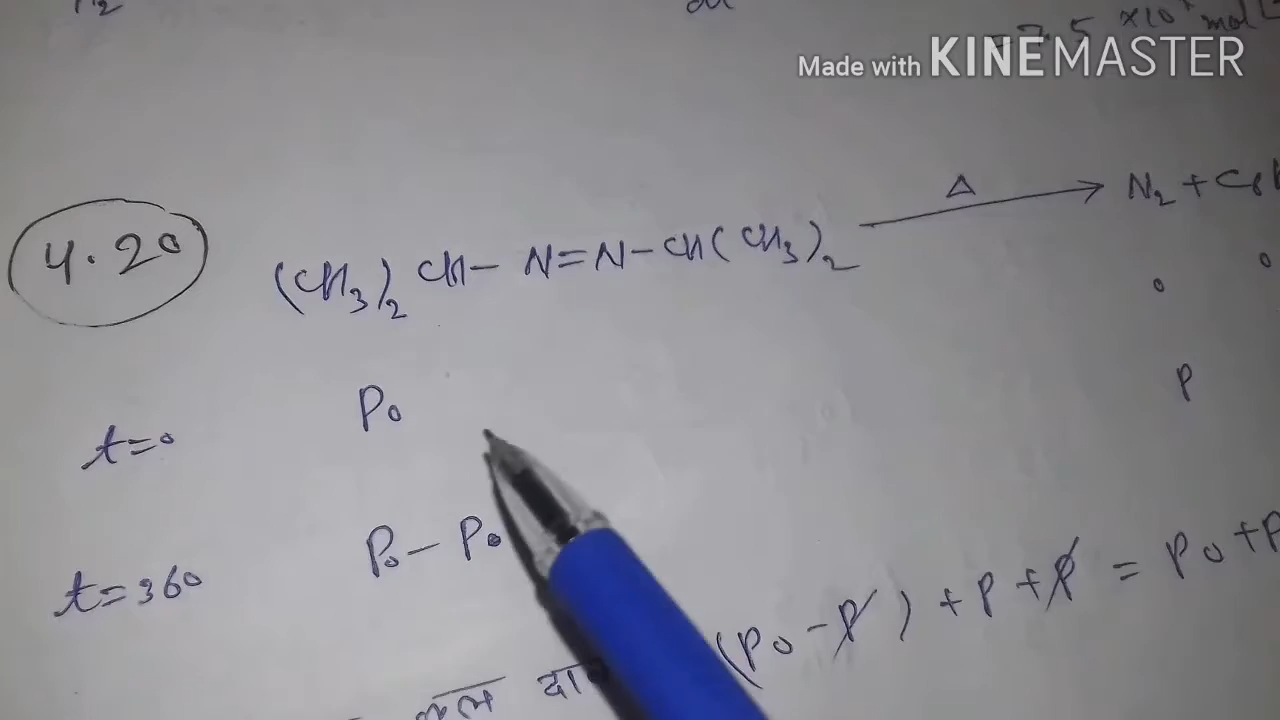 Made with KINEMASTER
4.20
(CH₃)₂ CH – N = N – CH(CH₃)₂ —Δ→ N₂ +
0 0
t=0 P₀ P
t=360 P₀ – P₀
(P₀ – P) + P + P = P₀ + P